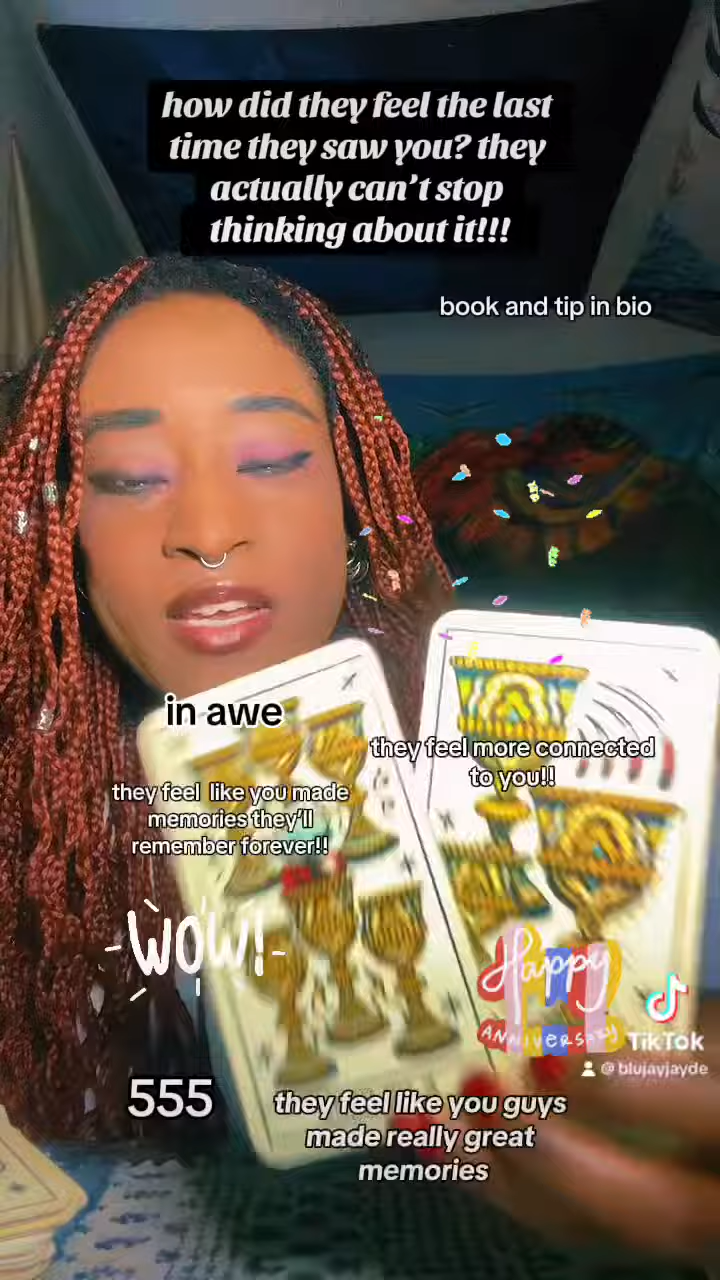 how did they feel the last
time they saw you? they
actually can't stop
thinking about it!!!
book and tip in bio
in awe
they feel more connected
to you!!
they feel like you made
memories they'll
remember forever!!
WOW!
Happy
ANNIVERSARY
TikTok
@blujayjayde
555
they feel like you guys
made really great
memories